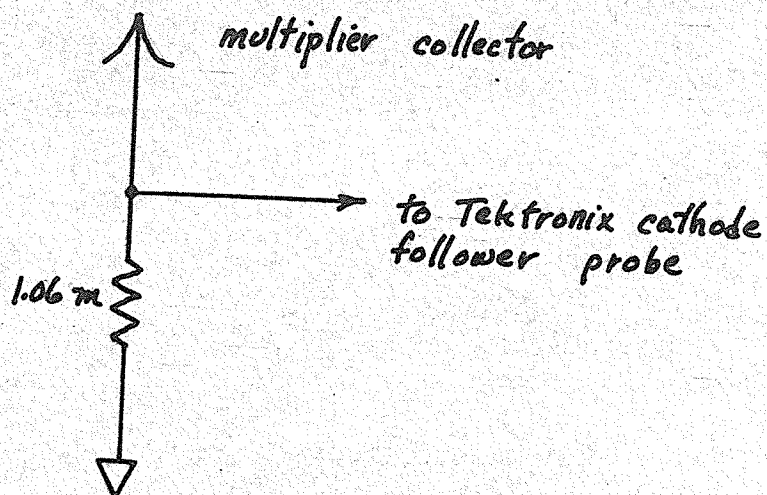 multiplier collector
to Tektronix cathode
follower probe
1.06 m